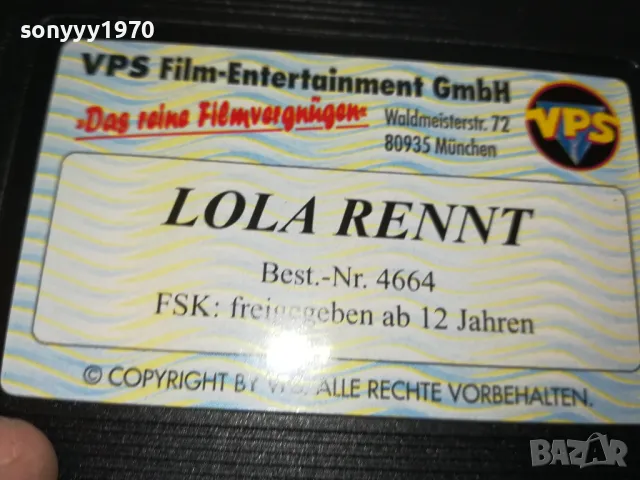 sonyyy1970
VPS Film-Entertainment GmbH
»Das reine Filmvergnügen«
Waldmeisterstr. 72
80935 München
VPS
LOLA RENNT
Best.-Nr. 4664
FSK: freigegeben ab 12 Jahren
© COPYRIGHT BY VPS. ALLE RECHTE VORBEHALTEN.
BAZAR